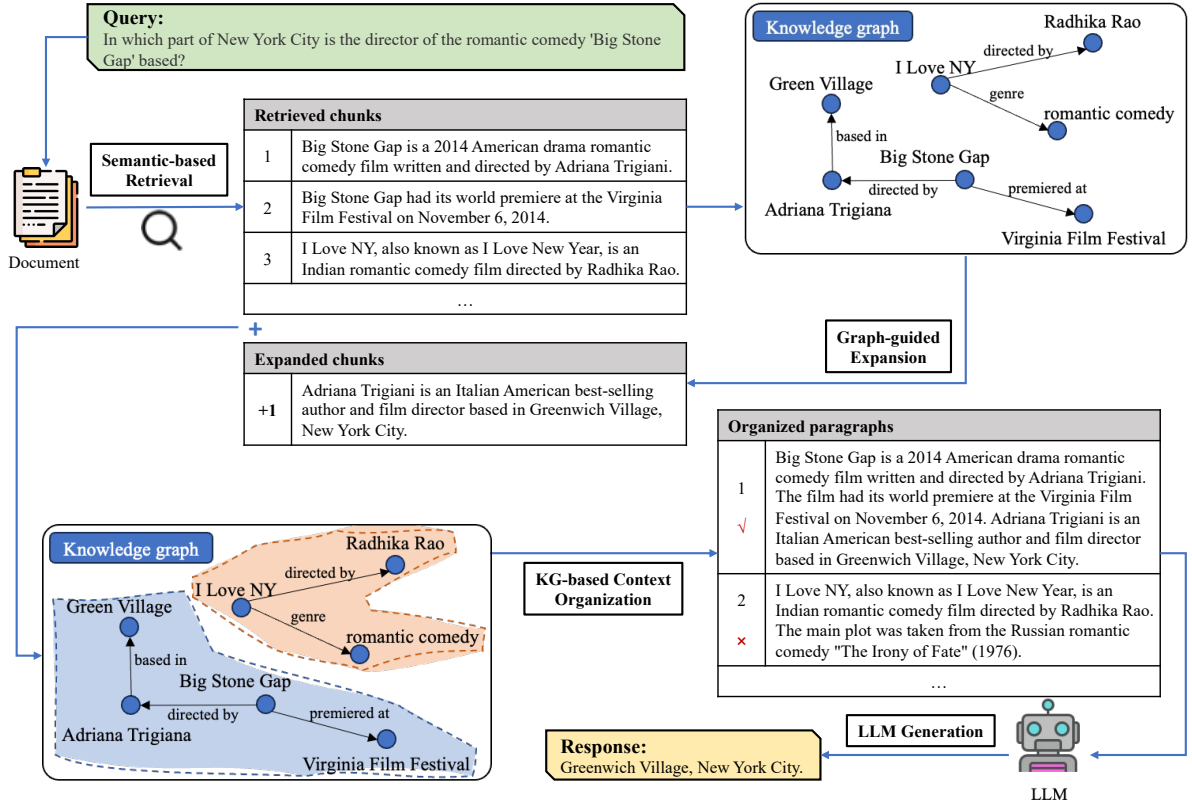 Query:
In which part of New York City is the director of the romantic comedy 'Big Stone
Gap' based?
Document
Semantic-based
Retrieval
Retrieved chunks
1
Big Stone Gap is a 2014 American drama romantic
comedy film written and directed by Adriana Trigiani.
2
Big Stone Gap had its world premiere at the Virginia
Film Festival on November 6, 2014.
3
I Love NY, also known as I Love New Year, is an
Indian romantic comedy film directed by Radhika Rao.
…
Knowledge graph
Radhika Rao
directed by
I Love NY
Green Village
genre
romantic comedy
based in
Big Stone Gap
directed by
premiered at
Adriana Trigiana
Virginia Film Festival
Graph-guided
Expansion
+
Expanded chunks
+1
Adriana Trigiani is an Italian American best-selling
author and film director based in Greenwich Village,
New York City.
Knowledge graph
Radhika Rao
directed by
I Love NY
Green Village
genre
romantic comedy
based in
Big Stone Gap
directed by
premiered at
Adriana Trigiana
Virginia Film Festival
KG-based Context
Organization
Organized paragraphs
1
√
Big Stone Gap is a 2014 American drama romantic
comedy film written and directed by Adriana Trigiani.
The film had its world premiere at the Virginia Film
Festival on November 6, 2014. Adriana Trigiani is an
Italian American best-selling author and film director
based in Greenwich Village, New York City.
2
×
I Love NY, also known as I Love New Year, is an
Indian romantic comedy film directed by Radhika Rao.
The main plot was taken from the Russian romantic
comedy "The Irony of Fate" (1976).
…
LLM Generation
LLM
Response:
Greenwich Village, New York City.